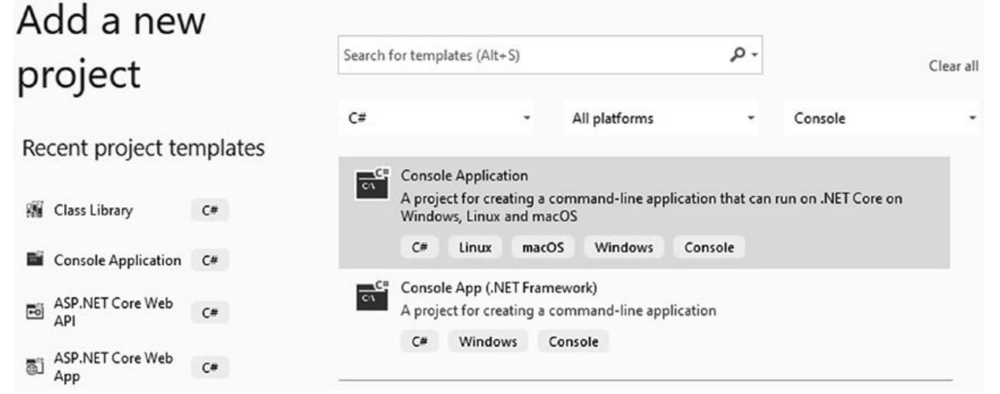 Add a new
project
Search for templates (Alt+S)
Clear all
C#
All platforms
Console
Recent project templates
Class Library C#
Console Application C#
ASP.NET Core Web
API
C#
ASP.NET Core Web
App
C#
C#
C:\
Console Application
A project for creating a command-line application that can run on .NET Core on
Windows, Linux and macOS
C# Linux macOS Windows Console
C#
C:\
Console App (.NET Framework)
A project for creating a command-line application
C# Windows Console